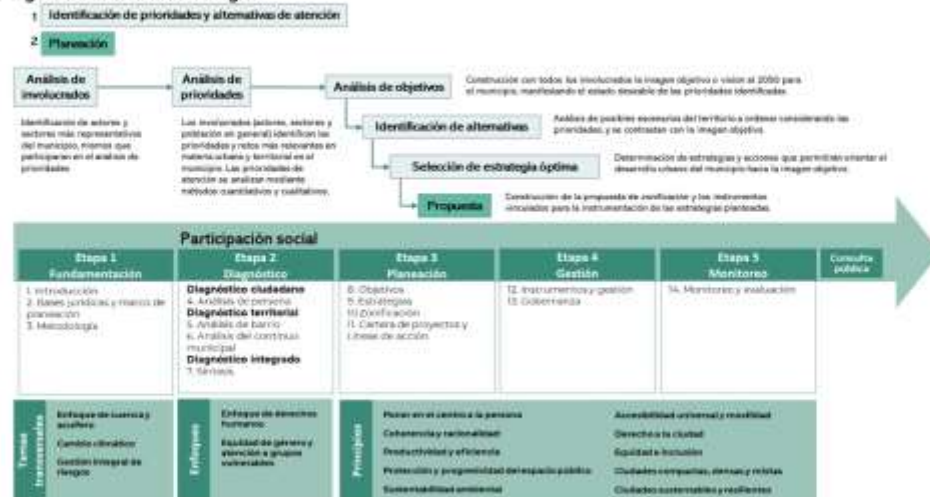 1 Identificación de prioridades y alternativas de atención
2 Planeación
Análisis de
involucrados
Identificación de actores y
sectores más representativos
del municipio, mismos que
participaran en el análisis de
prioridades
Análisis de
prioridades
Los involucrados (actores, sectores y
población en general) identifican las
prioridades y retos más relevantes en
materia urbana y territorial en el
municipio. Las prioridades de
atención se analizan mediante
métodos cuantitativos y cualitativos.
Análisis de objetivos
Construcción con todos los involucrados la imagen objetivo o visión al 2050 para
el municipio, manifestando el estado deseable de las prioridades identificadas.
Identificación de alternativas
Análisis de posibles escenarios del territorio a ordenar considerando las
prioridades, y se contrastan con la imagen objetivo.
Selección de estrategia óptima
Determinación de estrategias y acciones que permitirán orientar el
desarrollo urbano del municipio hacia la imagen objetivo.
Propuesta
Construcción de la propuesta de zonificación y los instrumentos
vinculados para la instrumentación de las estrategias planteadas.
Participación social
Etapa 1
Fundamentación
1. Introducción
2. Bases jurídicas y marco de
planeación
3. Metodología
Etapa 2
Diagnóstico
Diagnóstico ciudadano
4. Análisis de persona
Diagnóstico territorial
5. Análisis de barrio
6. Análisis del continuo
municipal
Diagnóstico integrado
7. Síntesis
Etapa 3
Planeación
8. Objetivos
9. Estrategias
10. Zonificación
11. Cartera de proyectos y
Líneas de acción
Etapa 4
Gestión
12. Instrumentos y gestión
13. Gobernanza
Etapa 5
Monitoreo
14. Monitoreo y evaluación
Consulta
pública
Temas
transversales
Enfoque de cuenca y
acuífero
Cambio climático
Gestión integral de
riesgos
Enfoques
Enfoque de derechos
humanos
Equidad de género y
atención a grupos
vulnerables
Principios
Poner en el centro a la persona
Coherencia y racionalidad
Productividad y eficiencia
Protección y progresividad del espacio público
Sustentabilidad ambiental
Accesibilidad universal y movilidad
Derecho a la ciudad
Equidad e inclusión
Ciudades compactas, densas y mixtas
Ciudades sustentables y resilientes